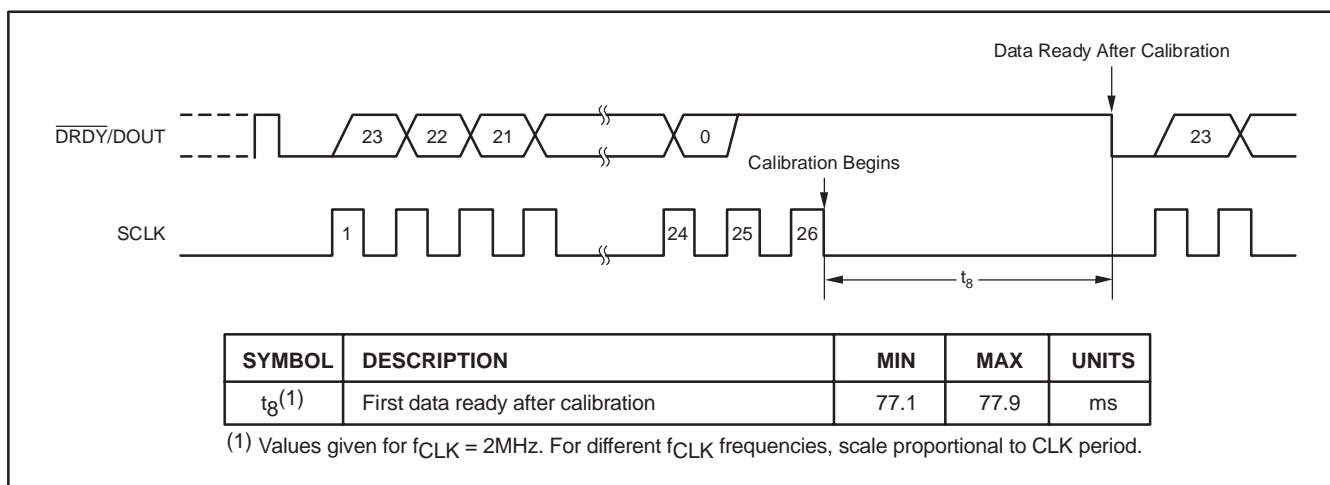 Data Ready After Calibration
DRDY/DOUT 23 22 21 0 23
Calibration Begins
SCLK 1 24 25 26
t8
SYMBOL DESCRIPTION MIN MAX UNITS
t8(1) First data ready after calibration 77.1 77.9 ms
(1) Values given for fCLK = 2MHz. For different fCLK frequencies, scale proportional to CLK period.